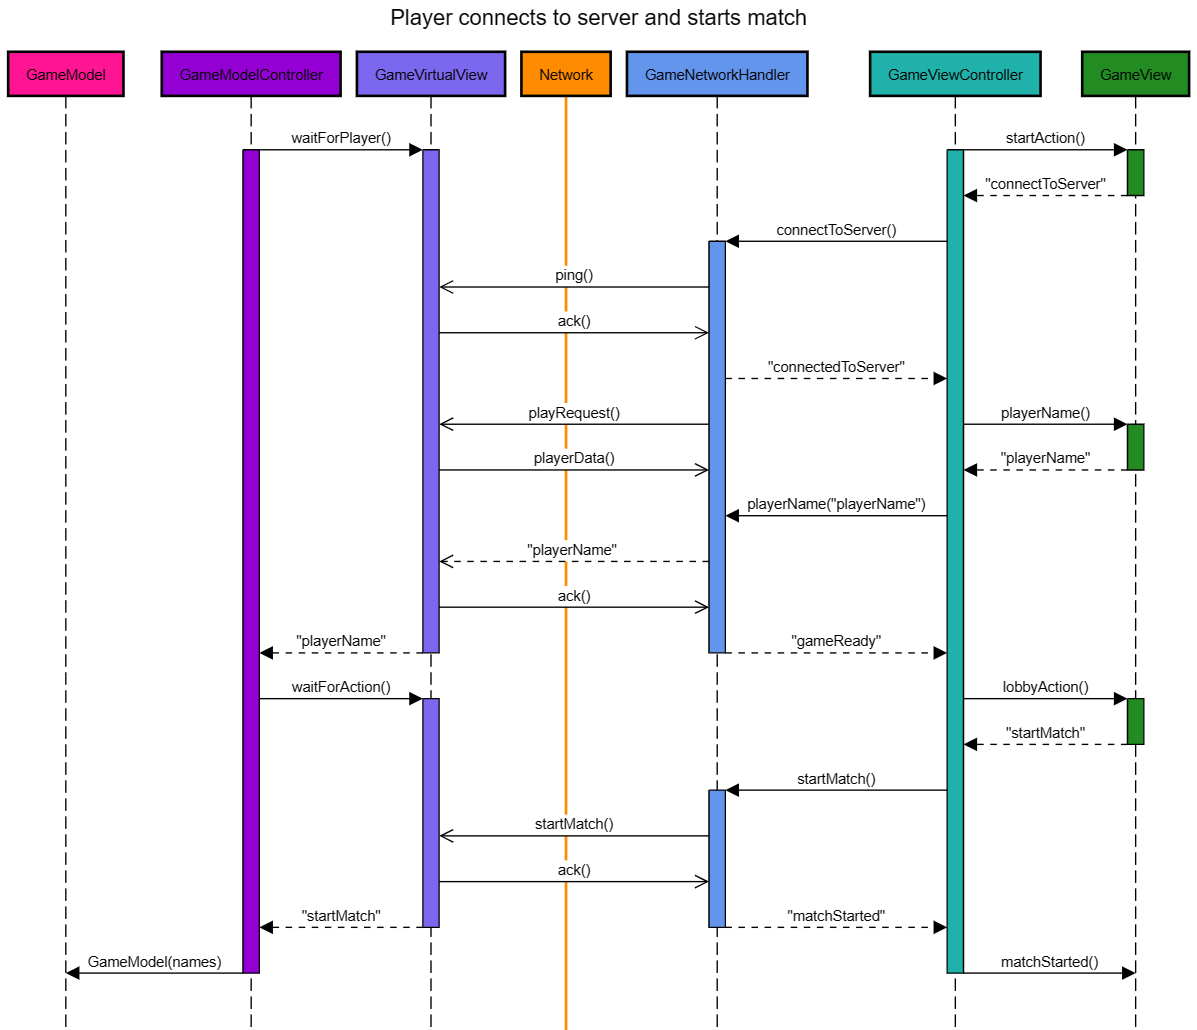 Player connects to server and starts match
GameModel
GameModelController
GameVirtualView
Network
GameNetworkHandler
GameViewController
GameView
waitForPlayer()
startAction()
"connectToServer"
connectToServer()
ping()
ack()
"connectedToServer"
playRequest()
playerName()
playerData()
"playerName"
playerName("playerName")
"playerName"
ack()
"playerName"
"gameReady"
waitForAction()
lobbyAction()
"startMatch"
startMatch()
startMatch()
ack()
"startMatch"
"matchStarted"
GameModel(names)
matchStarted()